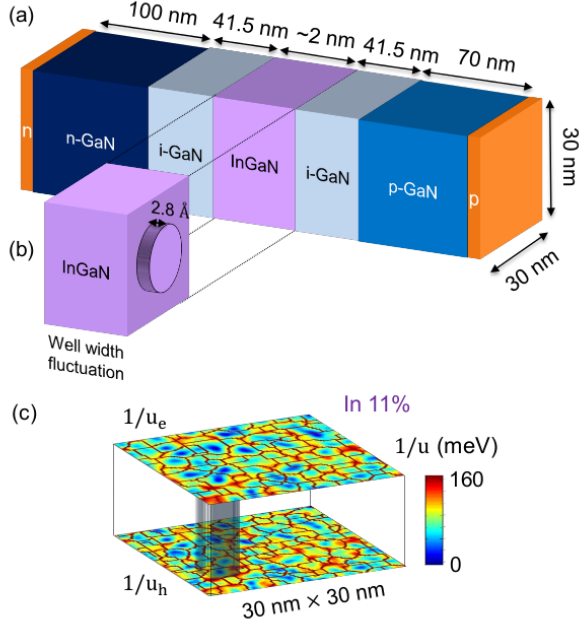 (a)
100 nm 41.5 nm ~2 nm 41.5 nm 70 nm
n n-GaN i-GaN InGaN i-GaN p-GaN p
30 nm
30 nm
(b)
2.8 Å
InGaN
Well width
fluctuation
(c)
In 11%
1/uₑ
1/u (meV)
160
0
1/uₕ
30 nm × 30 nm